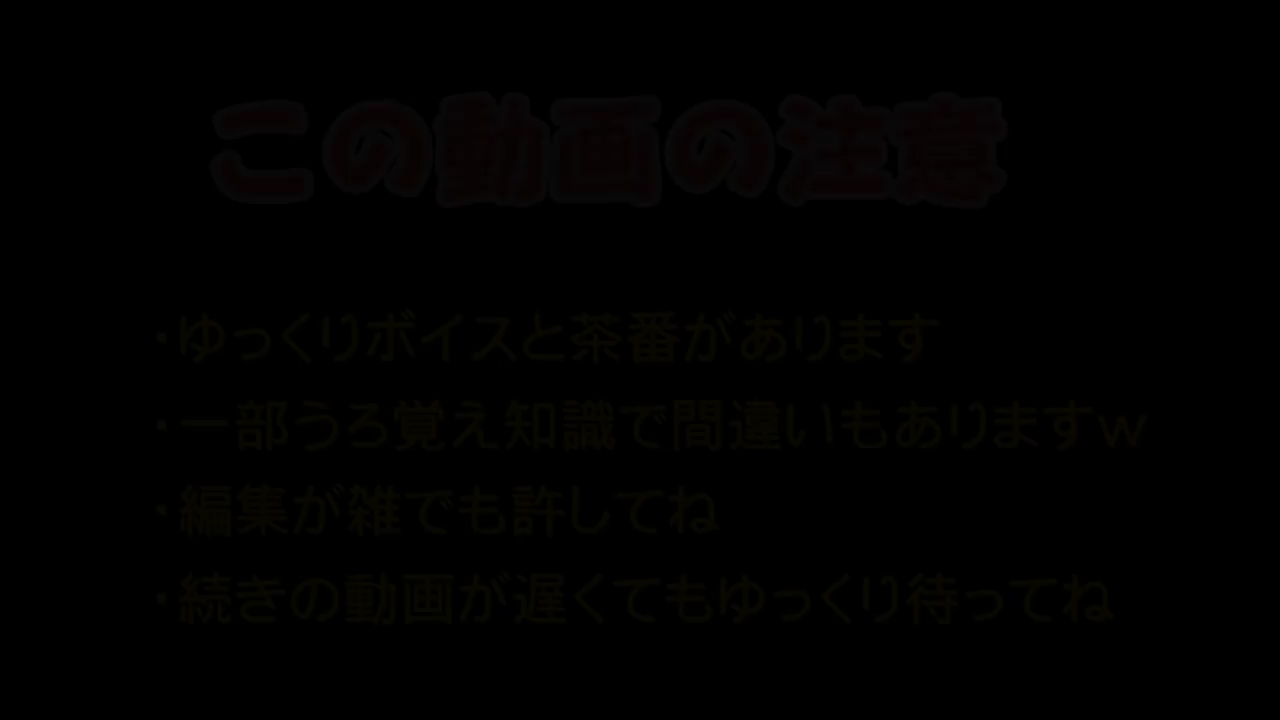 この動画の注意
・ゆっくりボイスと茶番があります
・一部うろ覚え知識で間違いもありますw
・編集が雑でも許してね
・続きの動画が遅くてもゆっくり待ってね